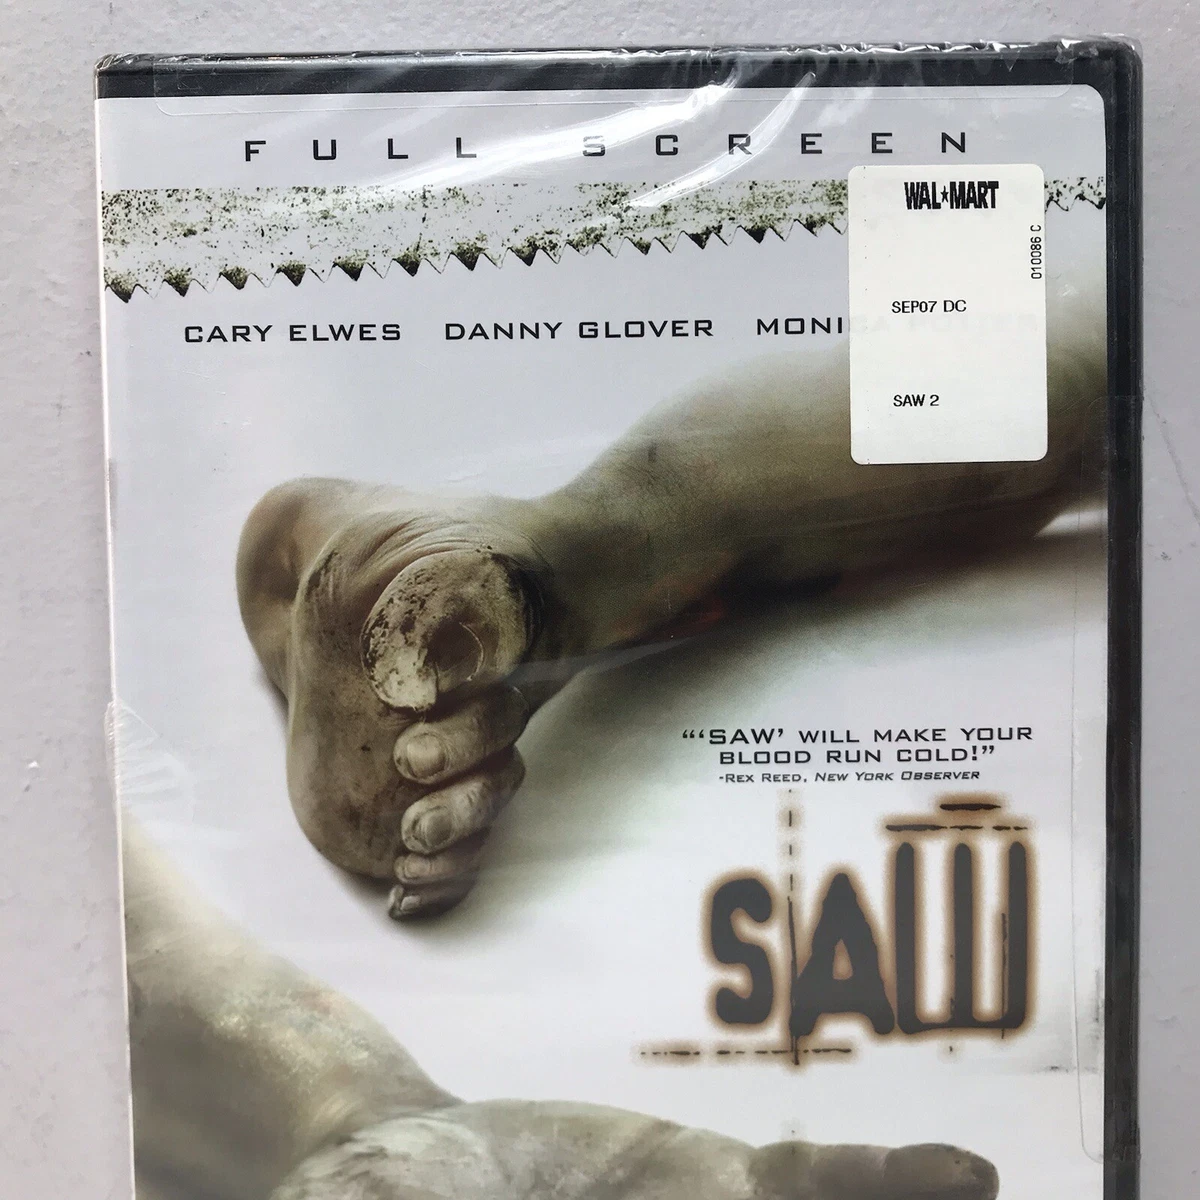 FULL SCREEN
WAL★MART
010086 C
SEP07 DC
SAW 2
CARY ELWES DANNY GLOVER
"'SAW' WILL MAKE YOUR
BLOOD RUN COLD!"
-REX REED, NEW YORK OBSERVER
SAW